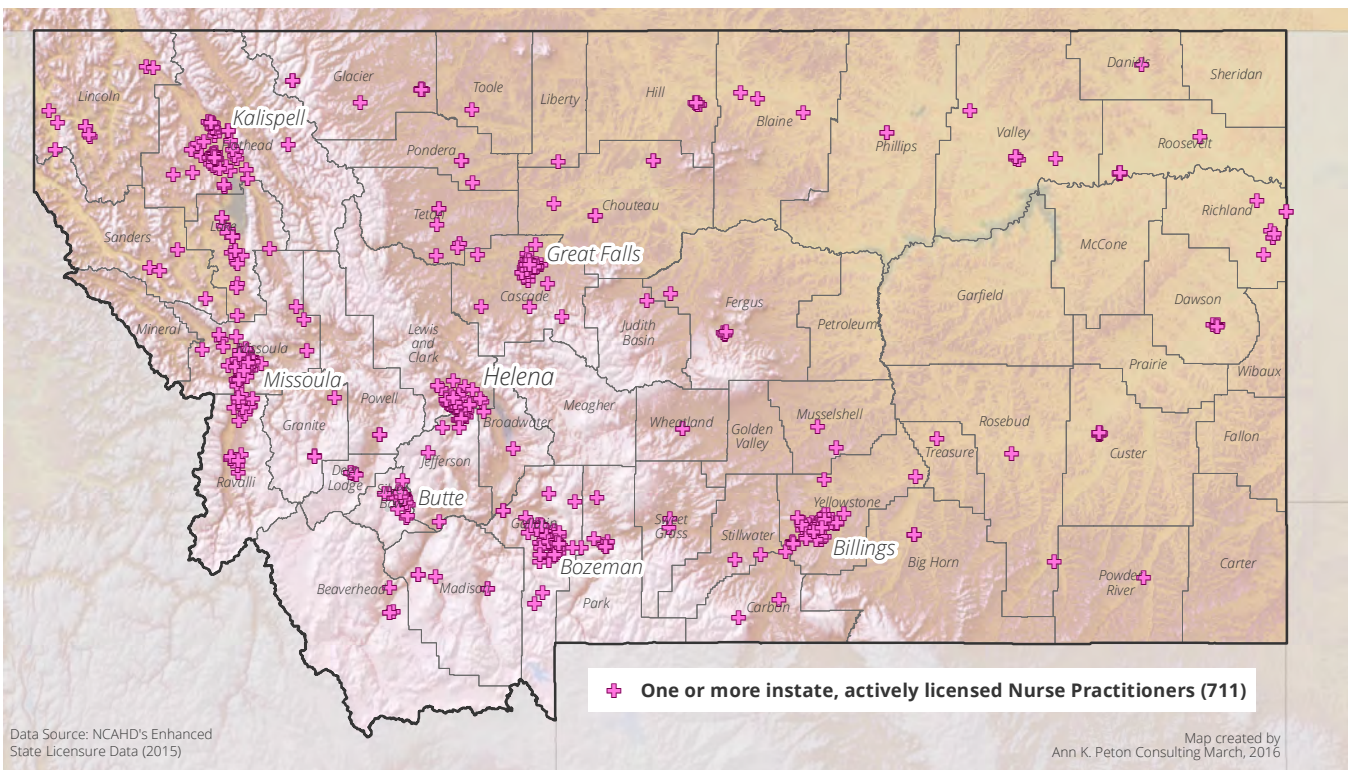 Lincoln
Glacier
Toole
Liberty
Hill
Blaine
Phillips
Valley
Daniels
Sheridan
Roosevelt
Kalispell
Flathead
Pondera
Chouteau
Teton
Richland
McCone
Sanders
Lake
Great Falls
Cascade
Fergus
Petroleum
Garfield
Dawson
Mineral
Missoula
Missoula
Lewis
and
Clark
Judith
Basin
Prairie
Wibaux
Helena
Powell
Granite
Meagher
Broadwater
Wheatland
Golden
Valley
Musselshell
Treasure
Rosebud
Custer
Fallon
Ravalli
Deer
Lodge
Jefferson
Silver
Bow
Butte
Gallatin
Bozeman
Sweet
Grass
Stillwater
Yellowstone
Billings
Big Horn
Powder
River
Carter
Beaverhead
Madison
Park
Carbon
One or more instate, actively licensed Nurse Practitioners (711)
Data Source: NCAHD's Enhanced
State Licensure Data (2015)
Map created by
Ann K. Peton Consulting March, 2016